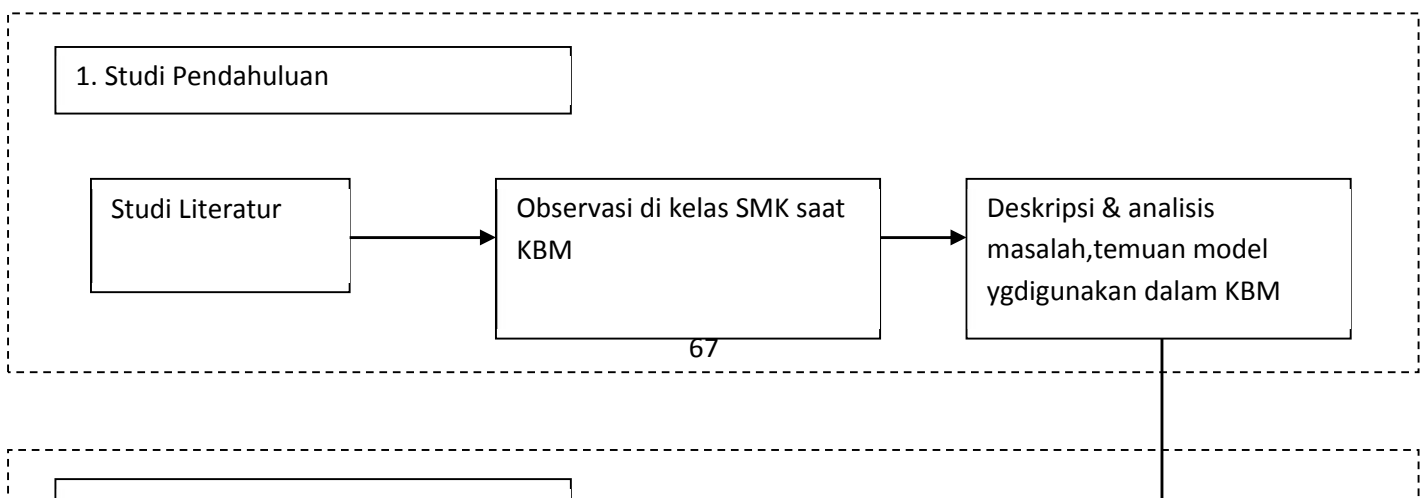 1. Studi Pendahuluan
Studi Literatur
Observasi di kelas SMK saat
KBM
Deskripsi & analisis
masalah,temuan model
ygdigunakan dalam KBM
67